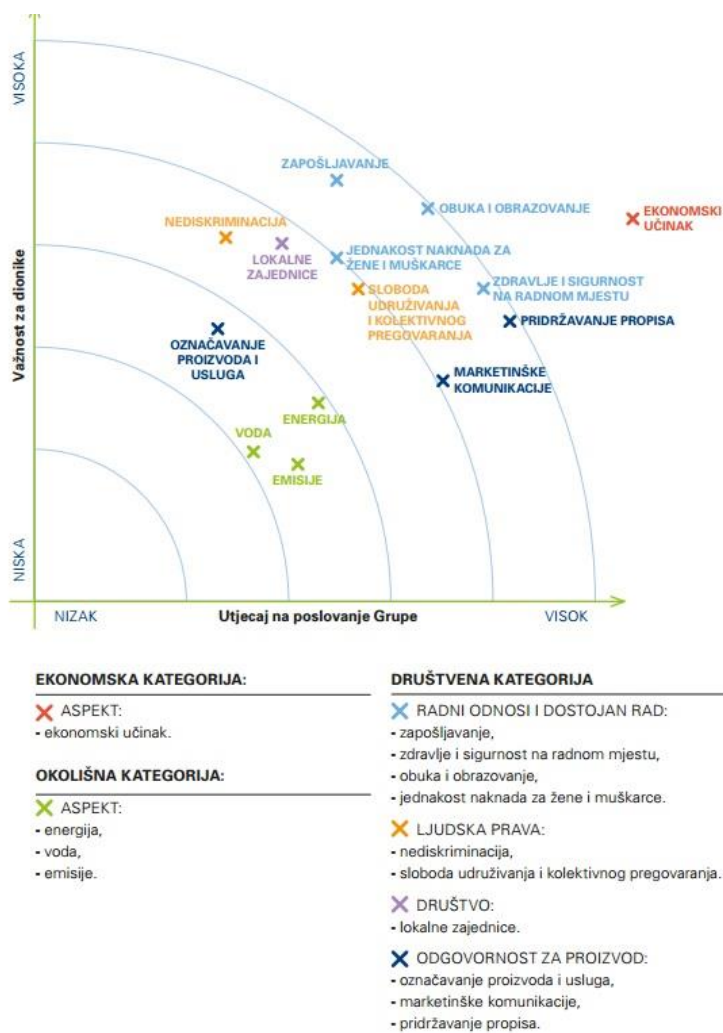 VISOKA
Važnost za dionike
NISKA
ZAPOŠLJAVANJE
OBUKA I OBRAZOVANJE
EKONOMSKI
UČINAK
NEDISKRIMINACIJA
LOKALNE
ZAJEDNICE
JEDNAKOST NAKNADA ZA
ŽENE I MUŠKARCE
SLOBODA
UDRUŽIVANJA
I KOLEKTIVNOG
PREGOVARANJA
ZDRAVLJE I SIGURNOST
NA RADNOM MJESTU
PRIDRŽAVANJE PROPISA
OZNAČAVANJE
PROIZVODA I
USLUGA
MARKETINŠKE
KOMUNIKACIJE
ENERGIJA
VODA
EMISIJE
NIZAK
Utjecaj na poslovanje Grupe
VISOK
EKONOMSKA KATEGORIJA:
ASPEKT:
- ekonomski učinak.
OKOLIŠNA KATEGORIJA:
ASPEKT:
- energija,
- voda,
- emisije.
DRUŠTVENA KATEGORIJA
RADNI ODNOSI I DOSTOJAN RAD:
- zapošljavanje,
- zdravlje i sigurnost na radnom mjestu,
- obuka i obrazovanje,
- jednakost naknada za žene i muškarce.
LJUDSKA PRAVA:
- nediskriminacija,
- sloboda udruživanja i kolektivnog pregovaranja.
DRUŠTVO:
- lokalne zajednice.
ODGOVORNOST ZA PROIZVOD:
- označavanje proizvoda i usluga,
- marketinške komunikacije,
- pridržavanje propisa.